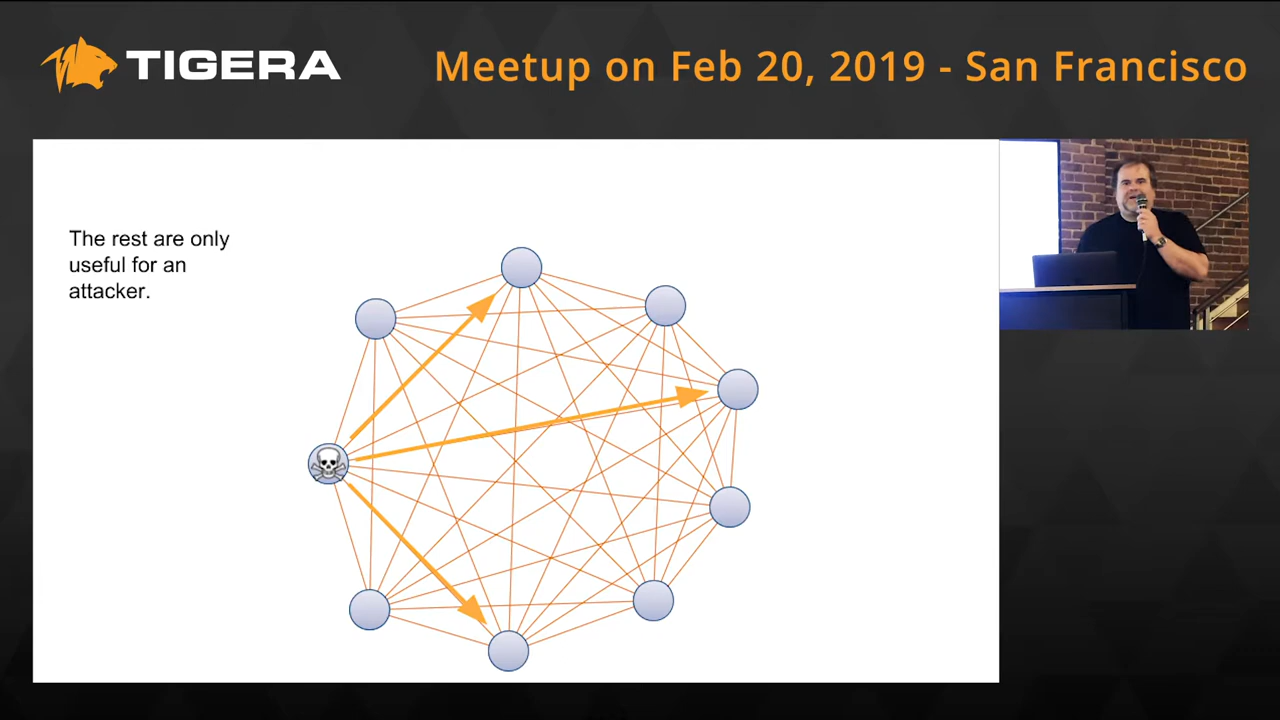 TIGERA
Meetup on Feb 20, 2019 - San Francisco
The rest are only
useful for an
attacker.